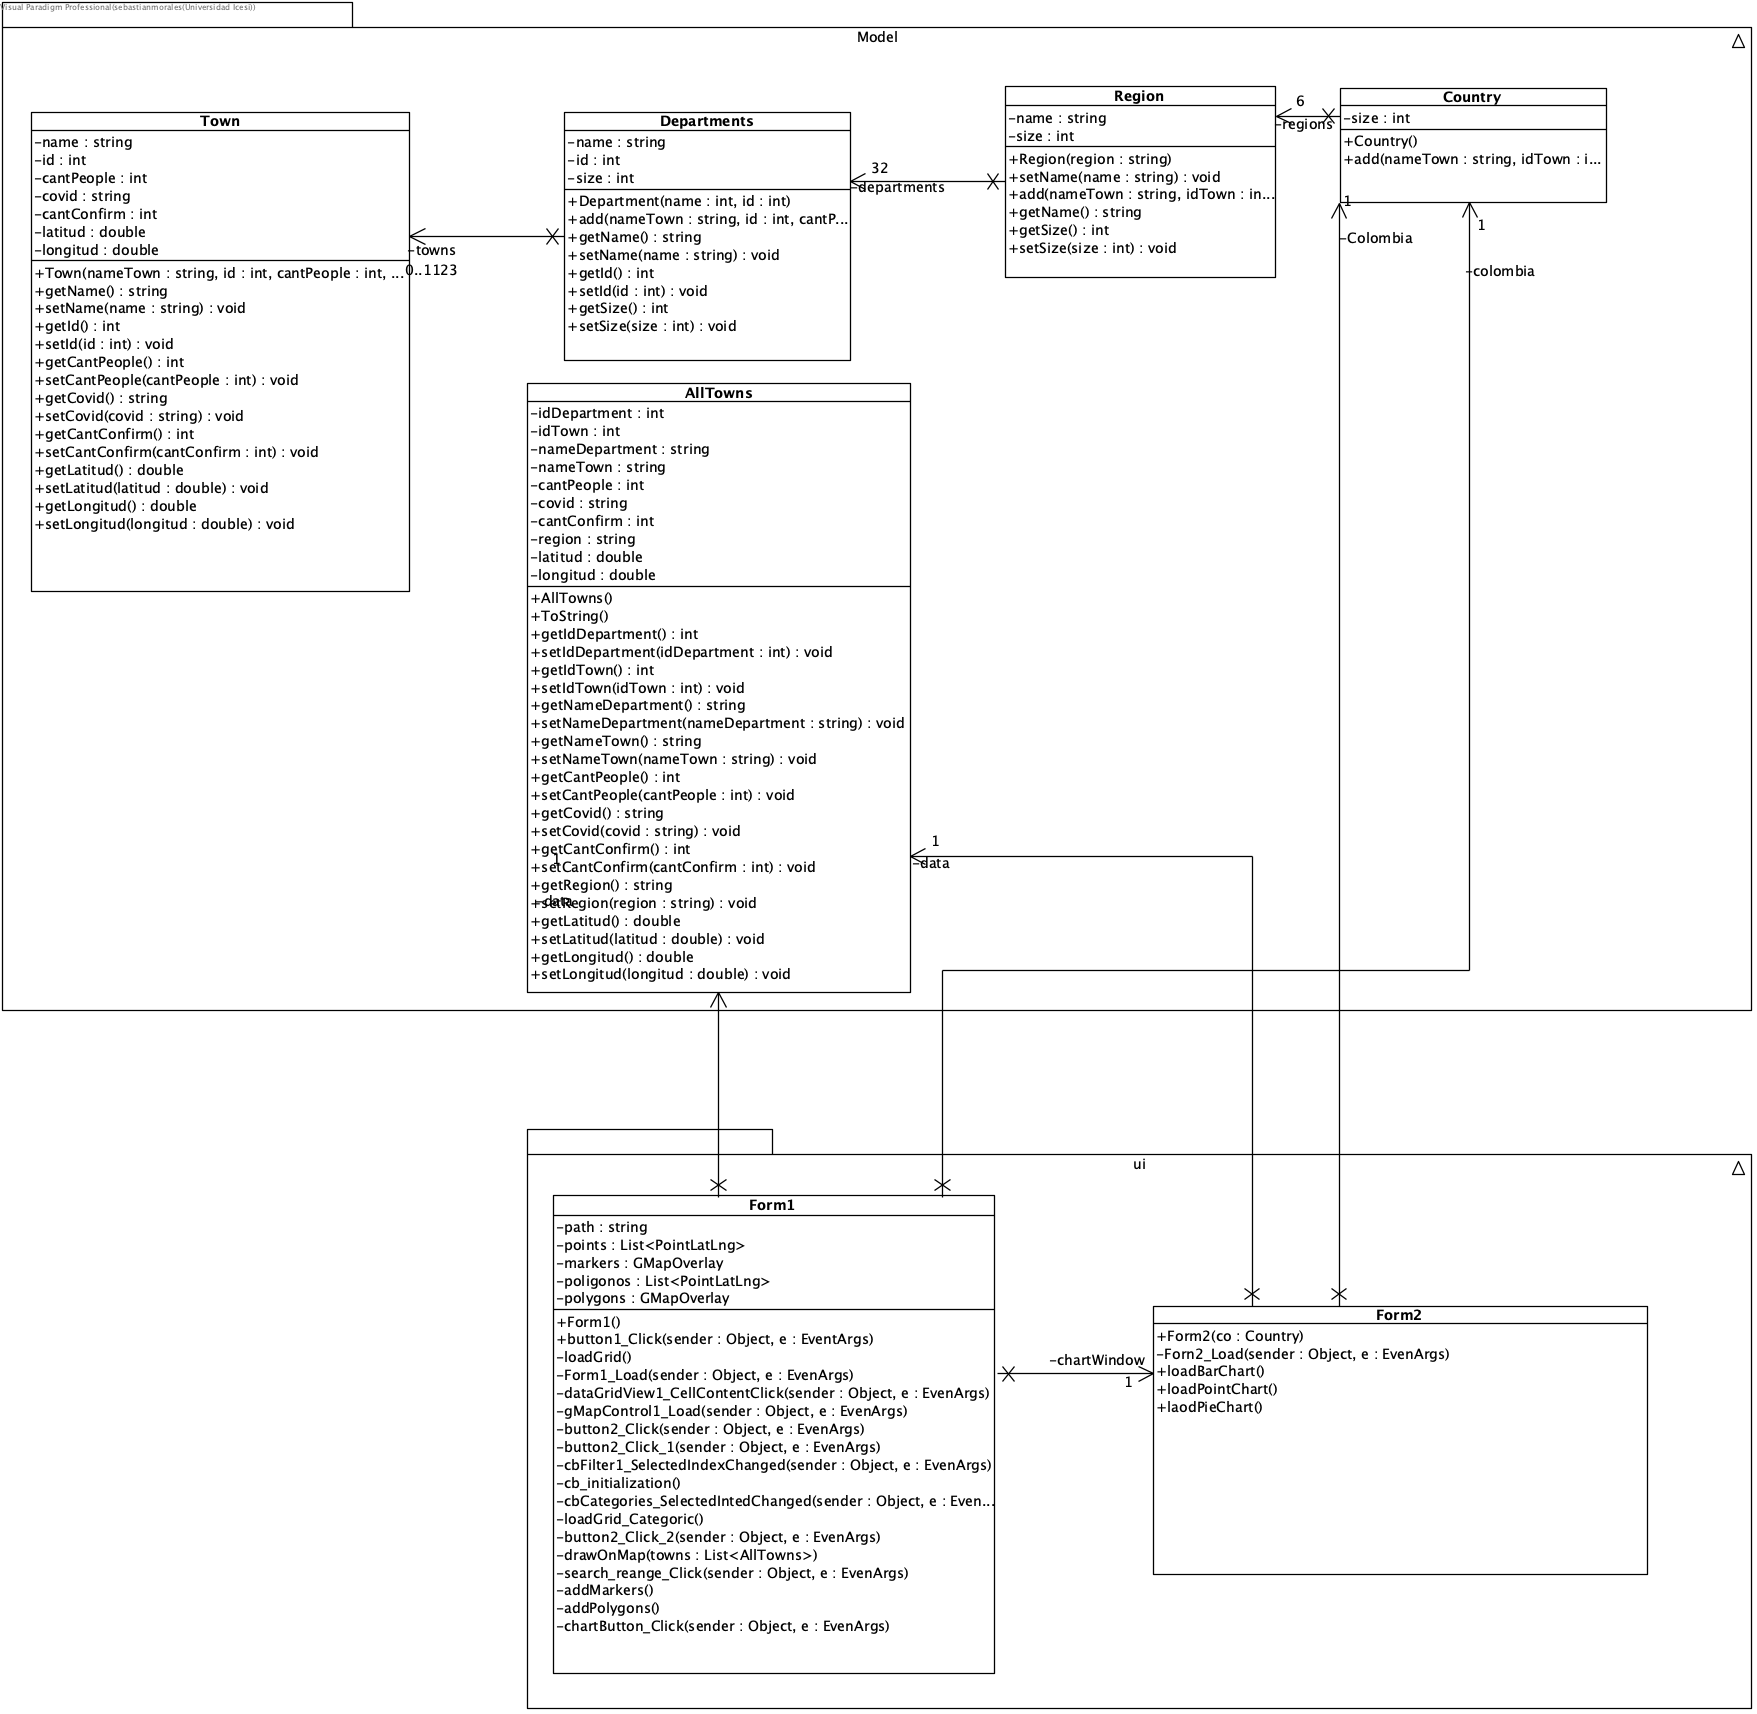 Visual Paradigm Professional(sebastianmorales(Universidad Icesi))
Model
Town
-name : string
-id : int
-cantPeople : int
-covid : string
-cantConfirm : int
-latitud : double
-longitud : double
+Town(nameTown : string, id : int, cantPeople : int, ...
+getName() : string
+setName(name : string) : void
+getId() : int
+setId(id : int) : void
+getCantPeople() : int
+setCantPeople(cantPeople : int) : void
+getCovid() : string
+setCovid(covid : string) : void
+getCantConfirm() : int
+setCantConfirm(cantConfirm : int) : void
+getLatitud() : double
+setLatitud(latitud : double) : void
+getLongitud() : double
+setLongitud(longitud : double) : void
-towns
0..1123
Departments
-name : string
-id : int
-size : int
+Department(name : int, id : int)
+add(nameTown : string, id : int, cantP...
+getName() : string
+setName(name : string) : void
+getId() : int
+setId(id : int) : void
+getSize() : int
+setSize(size : int) : void
32
-departments
Region
-name : string
-size : int
+Region(region : string)
+setName(name : string) : void
+add(nameTown : string, idTown : in...
+getName() : string
+getSize() : int
+setSize(size : int) : void
6
-regions
Country
-size : int
+Country()
+add(nameTown : string, idTown : i...
1
-Colombia
1
-colombia
AllTowns
-idDepartment : int
-idTown : int
-nameDepartment : string
-nameTown : string
-cantPeople : int
-covid : string
-cantConfirm : int
-region : string
-latitud : double
-longitud : double
+AllTowns()
+ToString()
+getIdDepartment() : int
+setIdDepartment(idDepartment : int) : void
+getIdTown() : int
+setIdTown(idTown : int) : void
+getNameDepartment() : string
+setNameDepartment(nameDepartment : string) : void
+getNameTown() : string
+setNameTown(nameTown : string) : void
+getCantPeople() : int
+setCantPeople(cantPeople : int) : void
+getCovid() : string
+setCovid(covid : string) : void
+getCantConfirm() : int
+setCantConfirm(cantConfirm : int) : void
+getRegion() : string
+setRegion(region : string) : void
+getLatitud() : double
+setLatitud(latitud : double) : void
+getLongitud() : double
+setLongitud(longitud : double) : void
1
-data
1
-data
ui
Form1
-path : string
-points : List<PointLatLng>
-markers : GMapOverlay
-poligonos : List<PointLatLng>
-polygons : GMapOverlay
+Form1()
+button1_Click(sender : Object, e : EventArgs)
-loadGrid()
-Form1_Load(sender : Object, e : EvenArgs)
-dataGridView1_CellContentClick(sender : Object, e : EvenArgs)
-gMapControl1_Load(sender : Object, e : EvenArgs)
-button2_Click(sender : Object, e : EvenArgs)
-button2_Click_1(sender : Object, e : EvenArgs)
-cbFilter1_SelectedIndexChanged(sender : Object, e : EvenArgs)
-cb_initialization()
-cbCategories_SelectedIntedChanged(sender : Object, e : Even...
-loadGrid_Categoric()
-button2_Click_2(sender : Object, e : EvenArgs)
-drawOnMap(towns : List<AllTowns>)
-search_reange_Click(sender : Object, e : EvenArgs)
-addMarkers()
-addPolygons()
-chartButton_Click(sender : Object, e : EvenArgs)
-chartWindow
1
Form2
+Form2(co : Country)
-Forn2_Load(sender : Object, e : EvenArgs)
+loadBarChart()
+loadPointChart()
+laodPieChart()